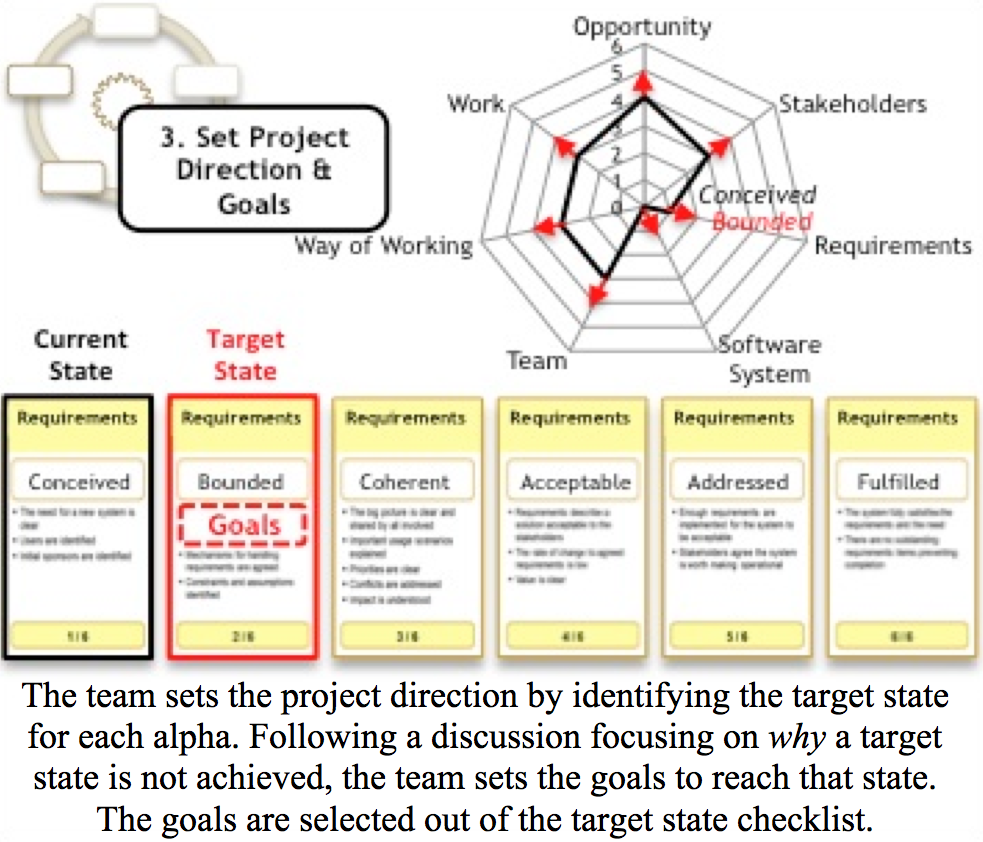 3. Set Project
Direction &
Goals
Opportunity
6
5
4
3
2
1
0
Work
Stakeholders
Conceived
Bounded
Way of Working
Requirements
Team
Software
System
Current
State
Target
State
Requirements
Conceived
• The need for a new system is
clear
• Users are identified
• Initial sponsors are identified
1/6
Requirements
Bounded
Goals
• Mechanisms for handling
requirements are agreed
• Constraints and assumptions
identified
2/6
Requirements
Coherent
• The big picture is clear and
shared by all involved
• Important usage scenarios
explained
• Priorities are clear
• Conflicts are addressed
• Impact is understood
3/6
Requirements
Acceptable
• Requirements describe a
solution acceptable to the
stakeholders
• The rate of change to agreed
requirements is low
• Value is clear
4/6
Requirements
Addressed
• Enough requirements are
implemented for the system to
be acceptable
• Stakeholders agree the system
is worth making operational
5/6
Requirements
Fulfilled
• The system fully satisfies the
requirements and the need
• There are no outstanding
requirements items preventing
completion
6/6
The team sets the project direction by identifying the target state
for each alpha. Following a discussion focusing on why a target
state is not achieved, the team sets the goals to reach that state.
The goals are selected out of the target state checklist.